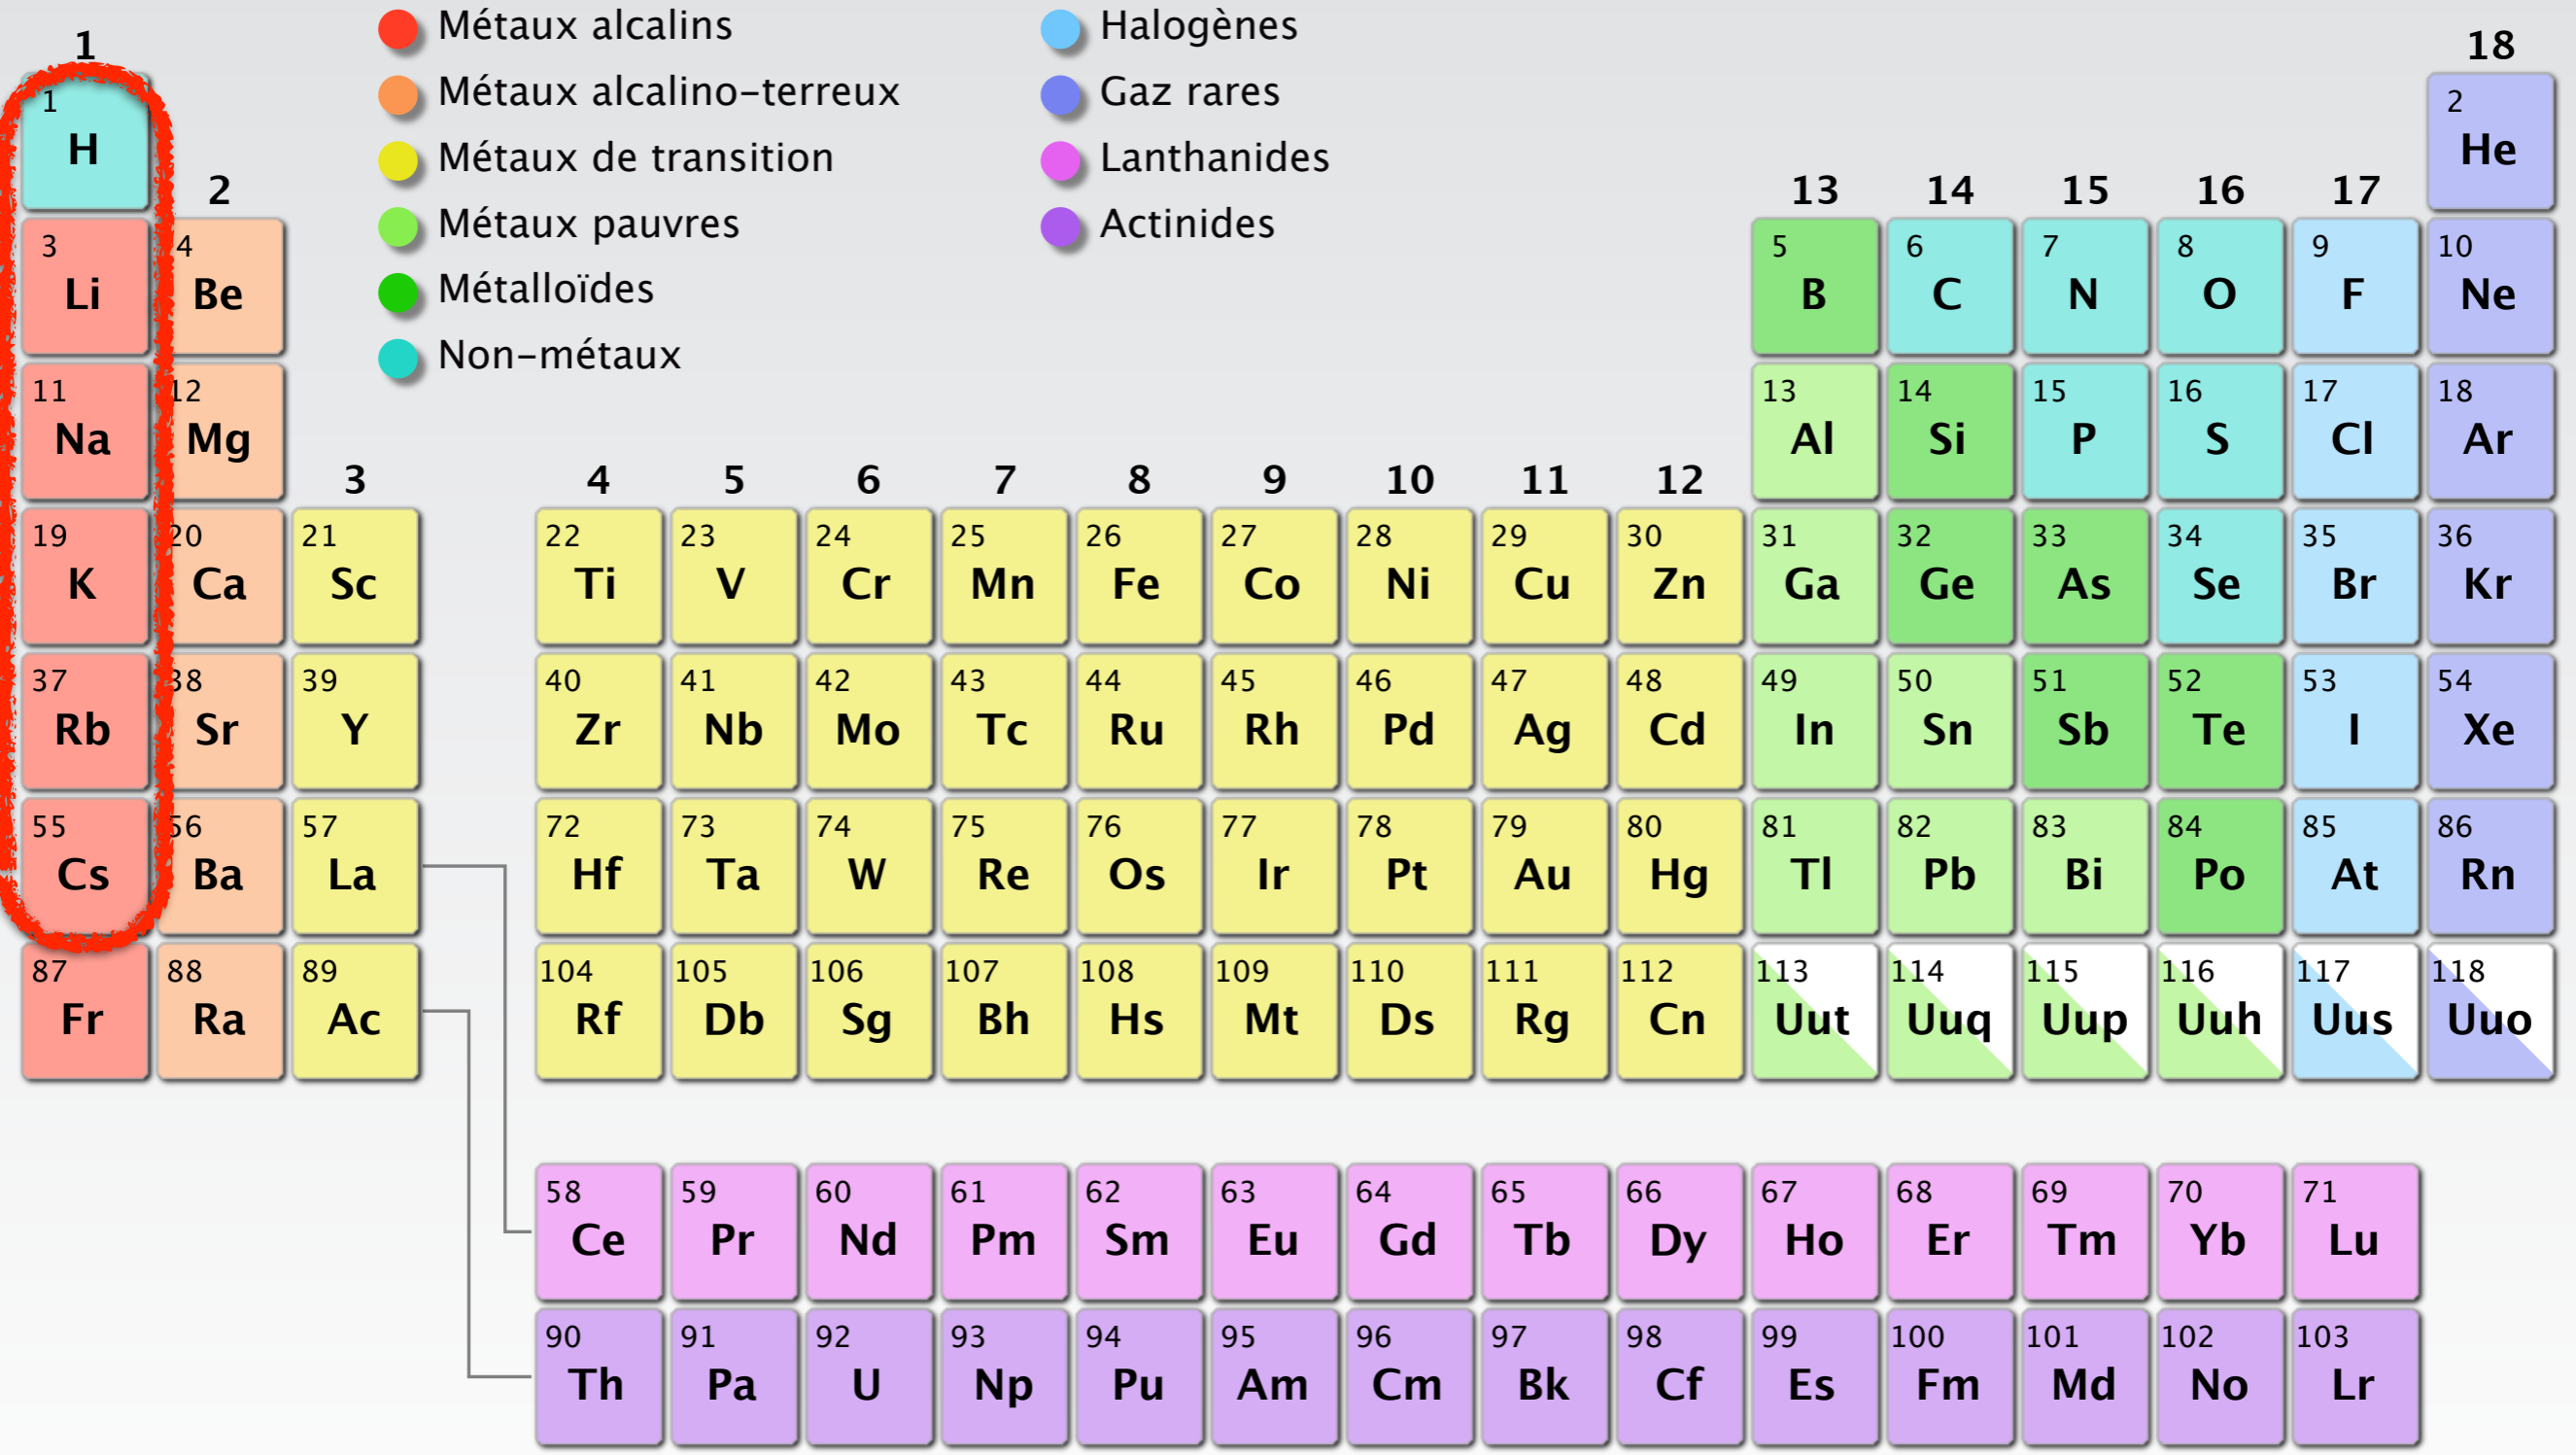 1 Métaux alcalins Halogènes 18
Métaux alcalino-terreux Gaz rares
1 2
H He
Métaux de transition Lanthanides
2 13 14 15 16 17
Métaux pauvres Actinides
3 4 5 6 7 8 9 10
Li Be B C N O F Ne
Métalloïdes
Non-métaux
11 12 13 14 15 16 17 18
Na Mg Al Si P S Cl Ar
3 4 5 6 7 8 9 10 11 12
19 20 21 22 23 24 25 26 27 28 29 30 31 32 33 34 35 36
K Ca Sc Ti V Cr Mn Fe Co Ni Cu Zn Ga Ge As Se Br Kr
37 38 39 40 41 42 43 44 45 46 47 48 49 50 51 52 53 54
Rb Sr Y Zr Nb Mo Tc Ru Rh Pd Ag Cd In Sn Sb Te I Xe
55 56 57 72 73 74 75 76 77 78 79 80 81 82 83 84 85 86
Cs Ba La Hf Ta W Re Os Ir Pt Au Hg Tl Pb Bi Po At Rn
87 88 89 104 105 106 107 108 109 110 111 112 113 114 115 116 117 118
Fr Ra Ac Rf Db Sg Bh Hs Mt Ds Rg Cn Uut Uuq Uup Uuh Uus Uuo
58 59 60 61 62 63 64 65 66 67 68 69 70 71
Ce Pr Nd Pm Sm Eu Gd Tb Dy Ho Er Tm Yb Lu
90 91 92 93 94 95 96 97 98 99 100 101 102 103
Th Pa U Np Pu Am Cm Bk Cf Es Fm Md No Lr